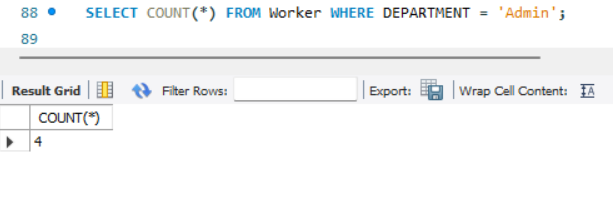 88 SELECT COUNT(*) FROM Worker WHERE DEPARTMENT = 'Admin';
89
Result Grid Filter Rows: Export: Wrap Cell Content: IA
COUNT(*)
4